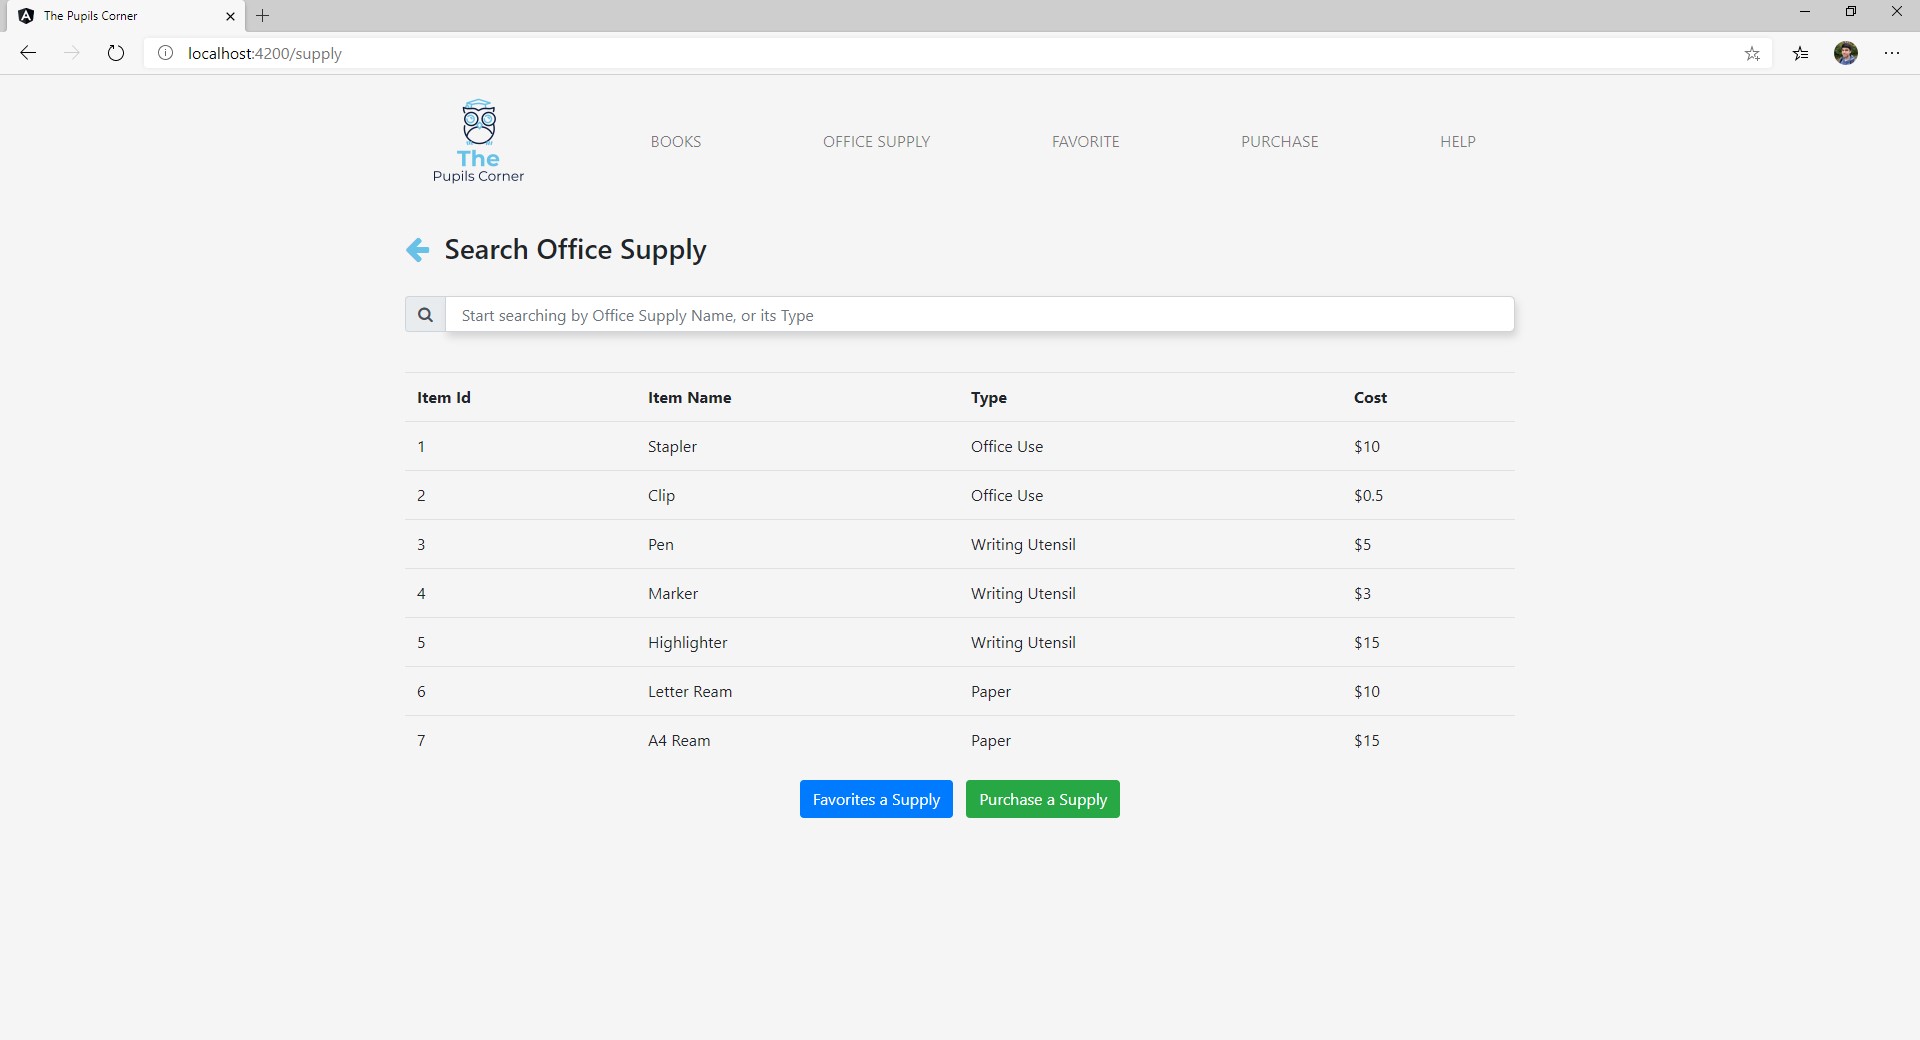 The Pupils Corner
localhost:4200/supply
The
Pupils Corner
BOOKS OFFICE SUPPLY FAVORITE PURCHASE HELP
Search Office Supply
Start searching by Office Supply Name, or its Type
Item Id Item Name Type Cost
1 Stapler Office Use $10
2 Clip Office Use $0.5
3 Pen Writing Utensil $5
4 Marker Writing Utensil $3
5 Highlighter Writing Utensil $15
6 Letter Ream Paper $10
7 A4 Ream Paper $15
Favorites a Supply Purchase a Supply